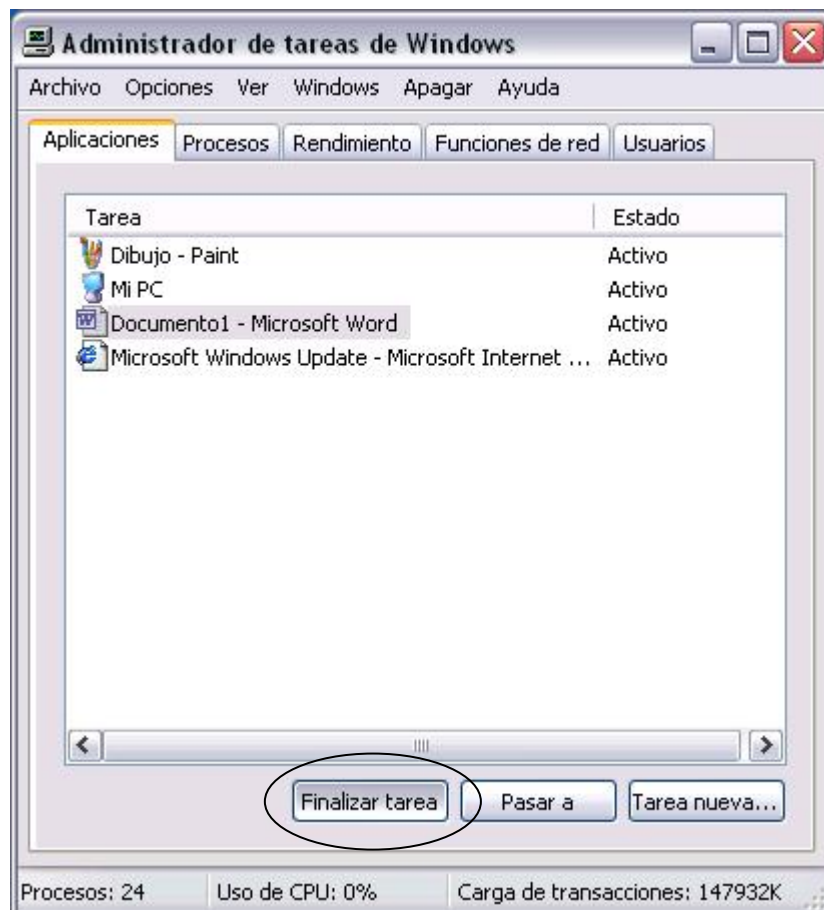 Administrador de tareas de Windows
Archivo Opciones Ver Windows Apagar Ayuda
Aplicaciones Procesos Rendimiento Funciones de red Usuarios
Tarea Estado
Dibujo - Paint Activo
Mi PC Activo
Documento1 - Microsoft Word Activo
Microsoft Windows Update - Microsoft Internet ... Activo
Finalizar tarea Pasar a Tarea nueva...
Procesos: 24 Uso de CPU: 0% Carga de transacciones: 147932K